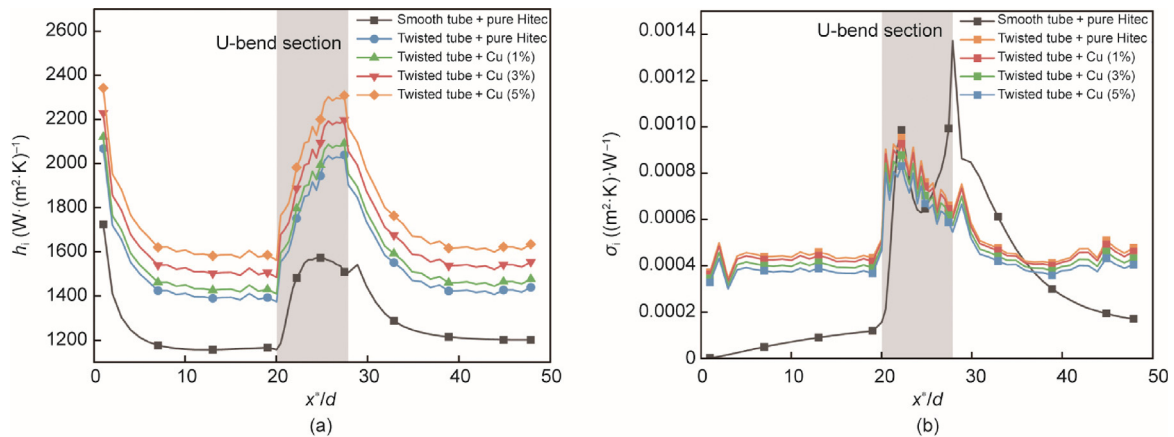 2600
2400
2200
2000
1800
1600
1400
1200
hᵢ (W·(m²·K)⁻¹)
U-bend section
Smooth tube + pure Hitec
Twisted tube + pure Hitec
Twisted tube + Cu (1%)
Twisted tube + Cu (3%)
Twisted tube + Cu (5%)
0 10 20 30 40 50
x*/d
(a)
0.0014
0.0012
0.0010
0.0008
0.0006
0.0004
0.0002
0
σᵢ ((m²·K)·W⁻¹)
U-bend section
Smooth tube + pure Hitec
Twisted tube + pure Hitec
Twisted tube + Cu (1%)
Twisted tube + Cu (3%)
Twisted tube + Cu (5%)
0 10 20 30 40 50
x*/d
(b)